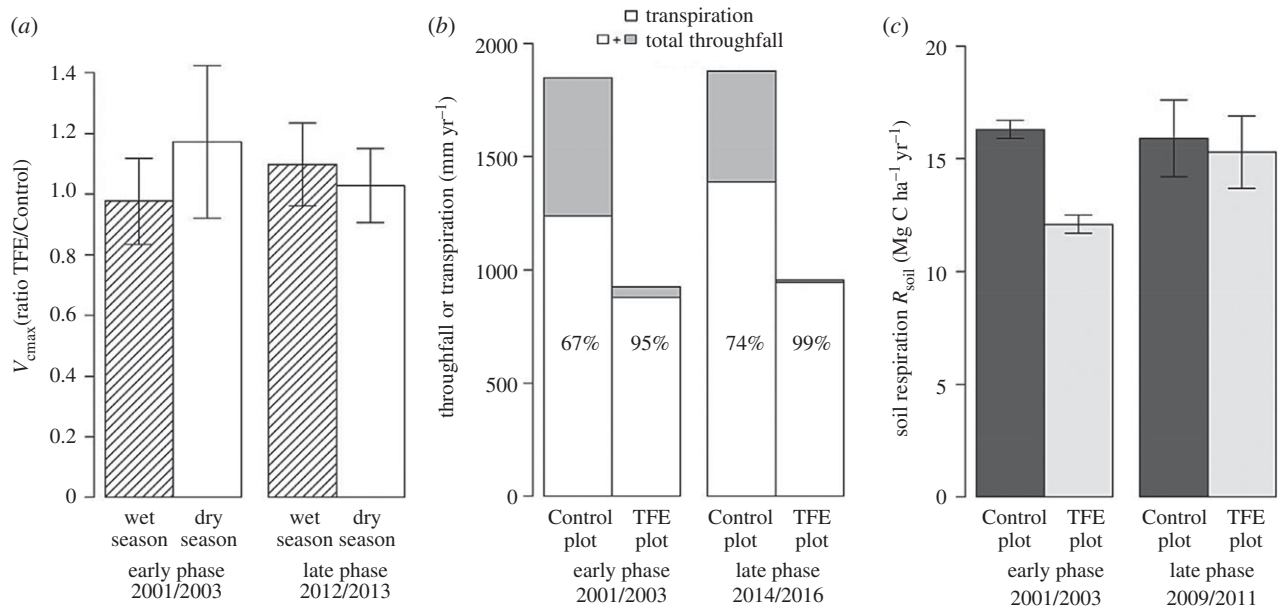 (a)
V_cmax (ratio TFE/Control)
1.4
1.2
1.0
0.8
0.6
0.4
0.2
0
wet season
dry season
wet season
dry season
early phase
2001/2003
late phase
2012/2013
(b)
transpiration
+ total throughfall
throughfall or transpiration (mm yr⁻¹)
2000
1500
1000
500
0
67%
95%
74%
99%
Control plot
TFE plot
Control plot
TFE plot
early phase
2001/2003
late phase
2014/2016
(c)
soil respiration R_soil (Mg C ha⁻¹ yr⁻¹)
20
15
10
5
0
Control plot
TFE plot
Control plot
TFE plot
early phase
2001/2003
late phase
2009/2011